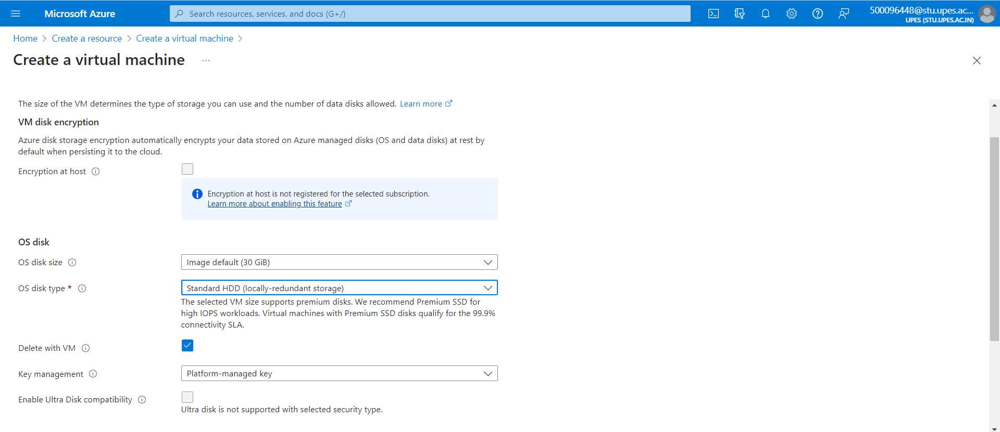 Microsoft Azure
Search resources, services, and docs (G+/)
500096448@stu.upes.ac...
UPES (STU.UPES.AC.IN)
Home > Create a resource > Create a virtual machine >
Create a virtual machine ...
The size of the VM determines the type of storage you can use and the number of data disks allowed. Learn more
VM disk encryption
Azure disk storage encryption automatically encrypts your data stored on Azure managed disks (OS and data disks) at rest by
default when persisting it to the cloud.
Encryption at host
Encryption at host is not registered for the selected subscription.
Learn more about enabling this feature
OS disk
OS disk size
Image default (30 GiB)
OS disk type *
Standard HDD (locally-redundant storage)
The selected VM size supports premium disks. We recommend Premium SSD for
high IOPS workloads. Virtual machines with Premium SSD disks qualify for the 99.9%
connectivity SLA.
Delete with VM
Key management
Platform-managed key
Enable Ultra Disk compatibility
Ultra disk is not supported with selected security type.